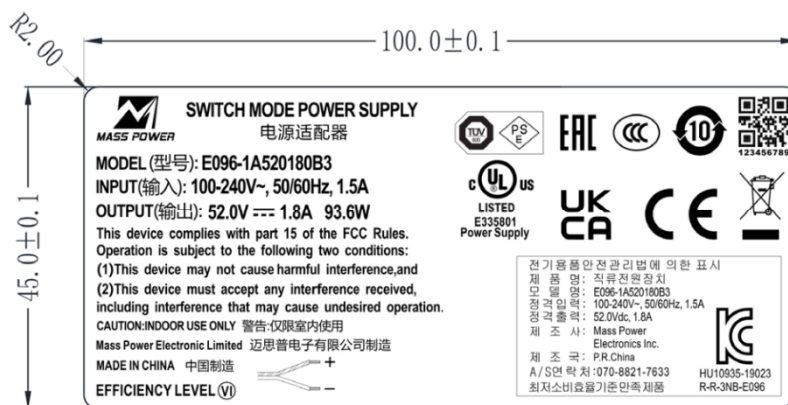 R2.00
100.0±0.1
45.0±0.1
MASS POWER
SWITCH MODE POWER SUPPLY
电源适配器
MODEL(型号): E096-1A520180B3
INPUT(输入): 100-240V~, 50/60Hz, 1.5A
OUTPUT(输出): 52.0V⎓1.8A 93.6W
This device complies with part 15 of the FCC Rules.
Operation is subject to the following two conditions:
(1)This device may not cause harmful interference,and
(2)This device must accept any interference received,
including interference that may cause undesired operation.
CAUTION:INDOOR USE ONLY 警告:仅限室内使用
Mass Power Electronic Limited 迈思普电子有限公司制造
MADE IN CHINA 中国制造
+
−
EFFICIENCY LEVEL Ⓥⓘ
TÜV
PS
E
EAC
CCC
10
123456789
c UL US
LISTED
E335801
Power Supply
UK
CA
CE
전기용품안전관리법에 의한 표시
제 품 명: 직류전원장치
모 델 명: E096-1A520180B3
정격입력: 100-240V~, 50/60Hz, 1.5A
정격출력: 52.0Vdc, 1.8A
제 조 사: Mass Power
Electronics Inc.
제 조 국: P.R.China
A/S연락처:070-8821-7633
최저소비효율기준만족제품
KC
HU10935-19023
R-R-3NB-E096